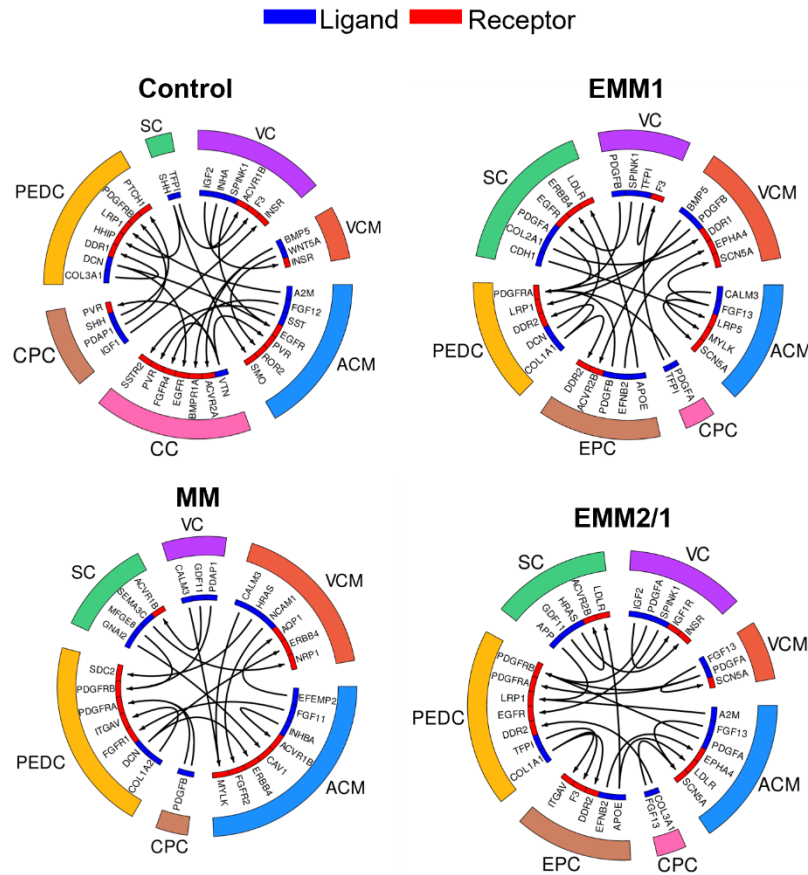 Ligand Receptor
Control
SC
VC
VCM
ACM
CC
CPC
PEDC
TFPI
SHH
IGF2
INHA
SPINK1
ACVR1B
F3
INSR
BMP5
WNT5A
INSR
A2M
FGF12
SST
EGFR
PVR
ROR2
SMO
VTN
ACVR2A
BMPR1A
EGFR
FGFR4
PVR
SSTR2
IGF1
PDAP1
SHH
PVR
COL3A1
DCN
DDR1
HHIP
LRP1
PDGFRB
PTCH1
EMM1
VC
VCM
ACM
CPC
EPC
PEDC
SC
PDGFB
SPINK1
TFPI
F3
BMP5
PDGFB
DDR1
EPHA4
SCN5A
CALM3
FGF13
LRP5
MYLK
SCN5A
PDGFA
TFPI
APOE
EFNB2
PDGFB
ACVR2B
DDR2
COL1A1
DCN
DDR2
LRP1
PDGFRA
CDH1
COL2A1
PDGFA
EGFR
ERBB4
LDLR
MM
VC
VCM
ACM
CPC
PEDC
SC
CALM3
GDF11
PDAP1
CALM3
HRAS
NCAM1
AQP1
ERBB4
NRP1
EFEMP2
FGF11
INHBA
ACVR1B
CAV1
ERBB4
FGFR2
MYLK
PDGFB
COL1A2
DCN
FGFR1
ITGAV
PDGFRA
PDGFRB
SDC2
GNAI2
MFGE8
SEMA3C
ACVR1B
EMM2/1
VC
VCM
ACM
CPC
EPC
PEDC
SC
IGF2
PDGFA
SPINK1
IGF1R
INSR
FGF13
PDGFA
SCN5A
A2M
FGF13
PDGFA
EPHA4
LDLR
SCN5A
COL3A1
FGF13
APOE
EFNB2
DDR2
F3
ITGAV
COL1A1
TFPI
DDR2
EGFR
LRP1
PDGFRA
PDGFRB
APP
GDF11
HRAS
ACVR2B
LDLR